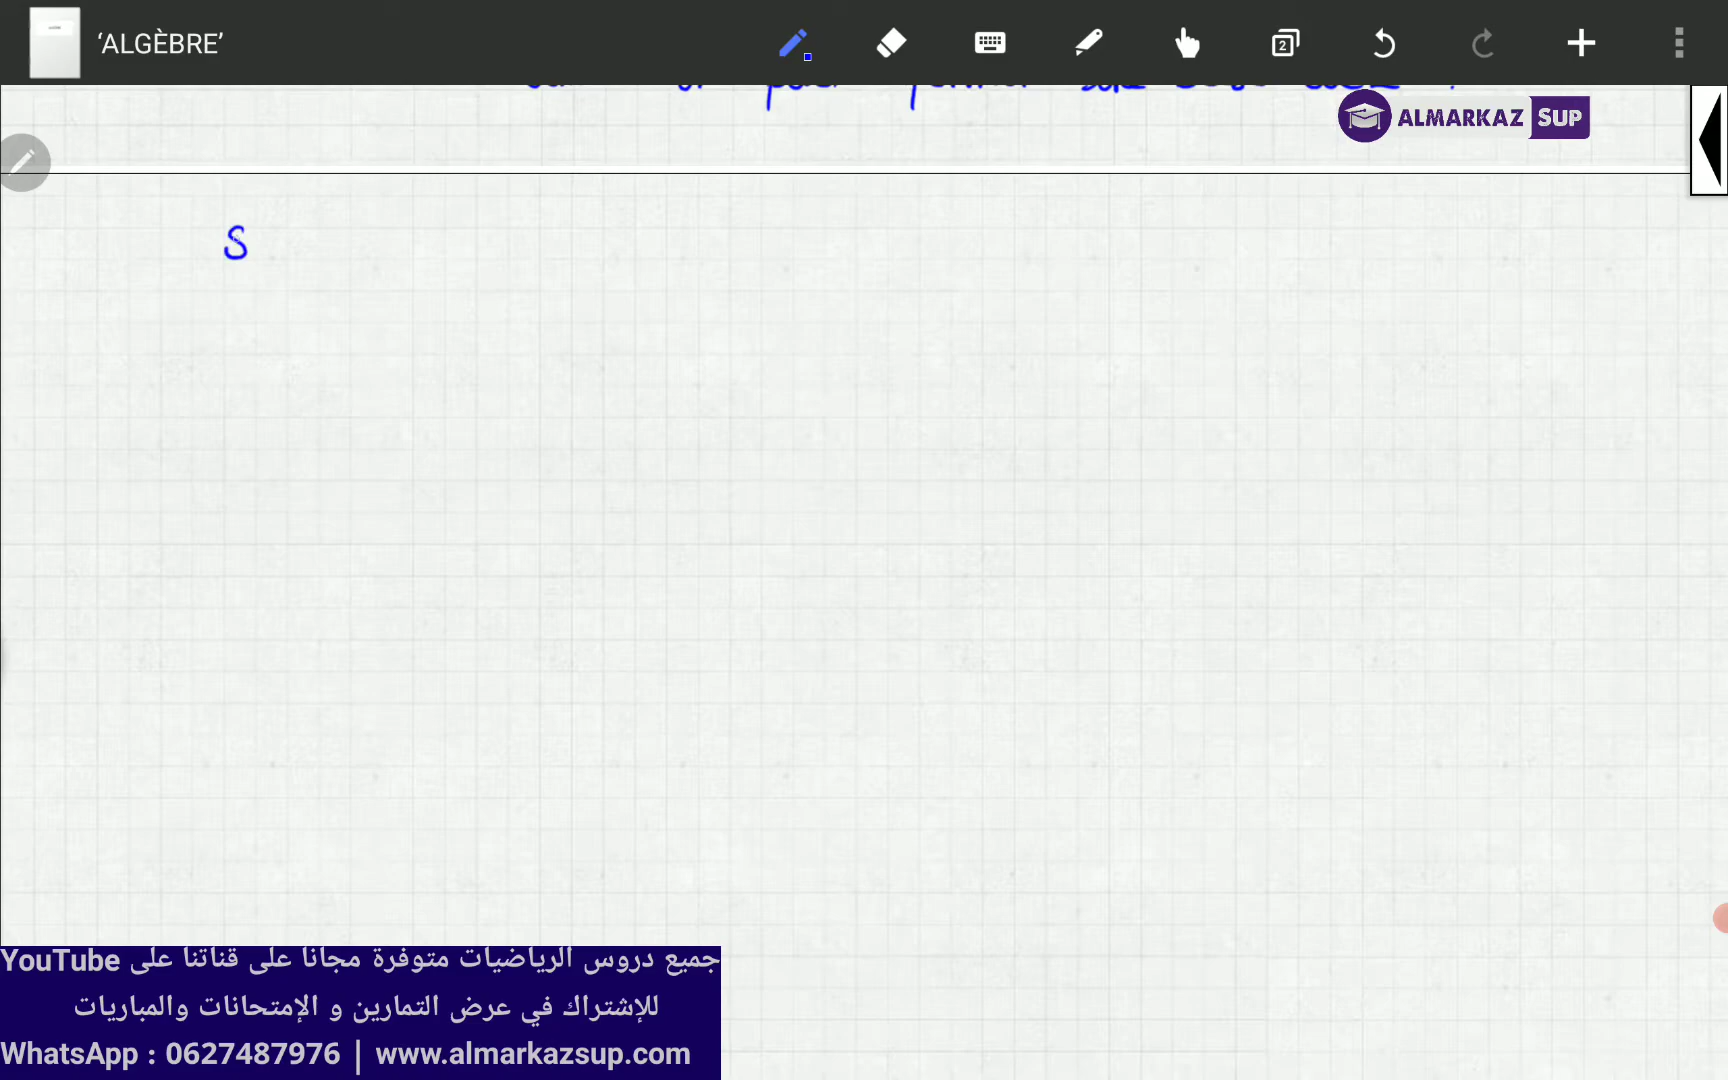 ‘ALGÈBRE’
2
ALMARKAZ SUP
S
جميع دروس الرياضيات متوفرة مجانا على قناتنا على YouTube
للإشتراك في عرض التمارين و الإمتحانات والمباريات
WhatsApp : 0627487976 | www.almarkazsup.com